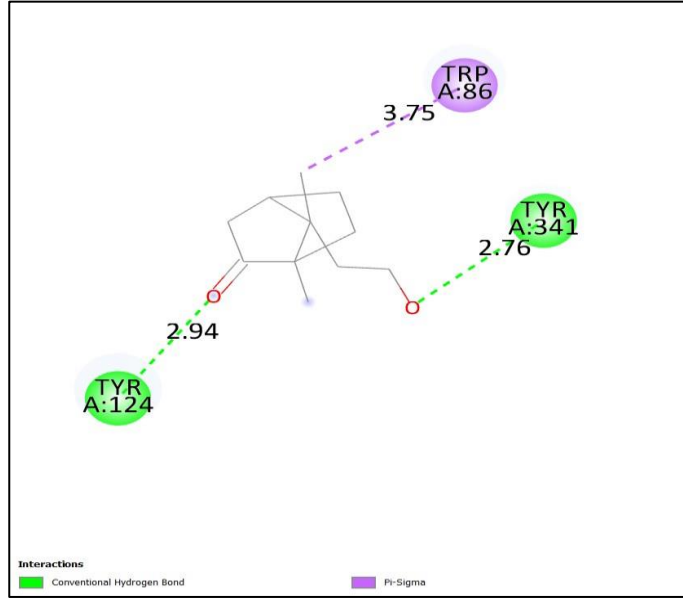 TRP
A:86
3.75
TYR
A:341
2.76
O
O
2.94
TYR
A:124
Interactions
Conventional Hydrogen Bond
Pi-Sigma